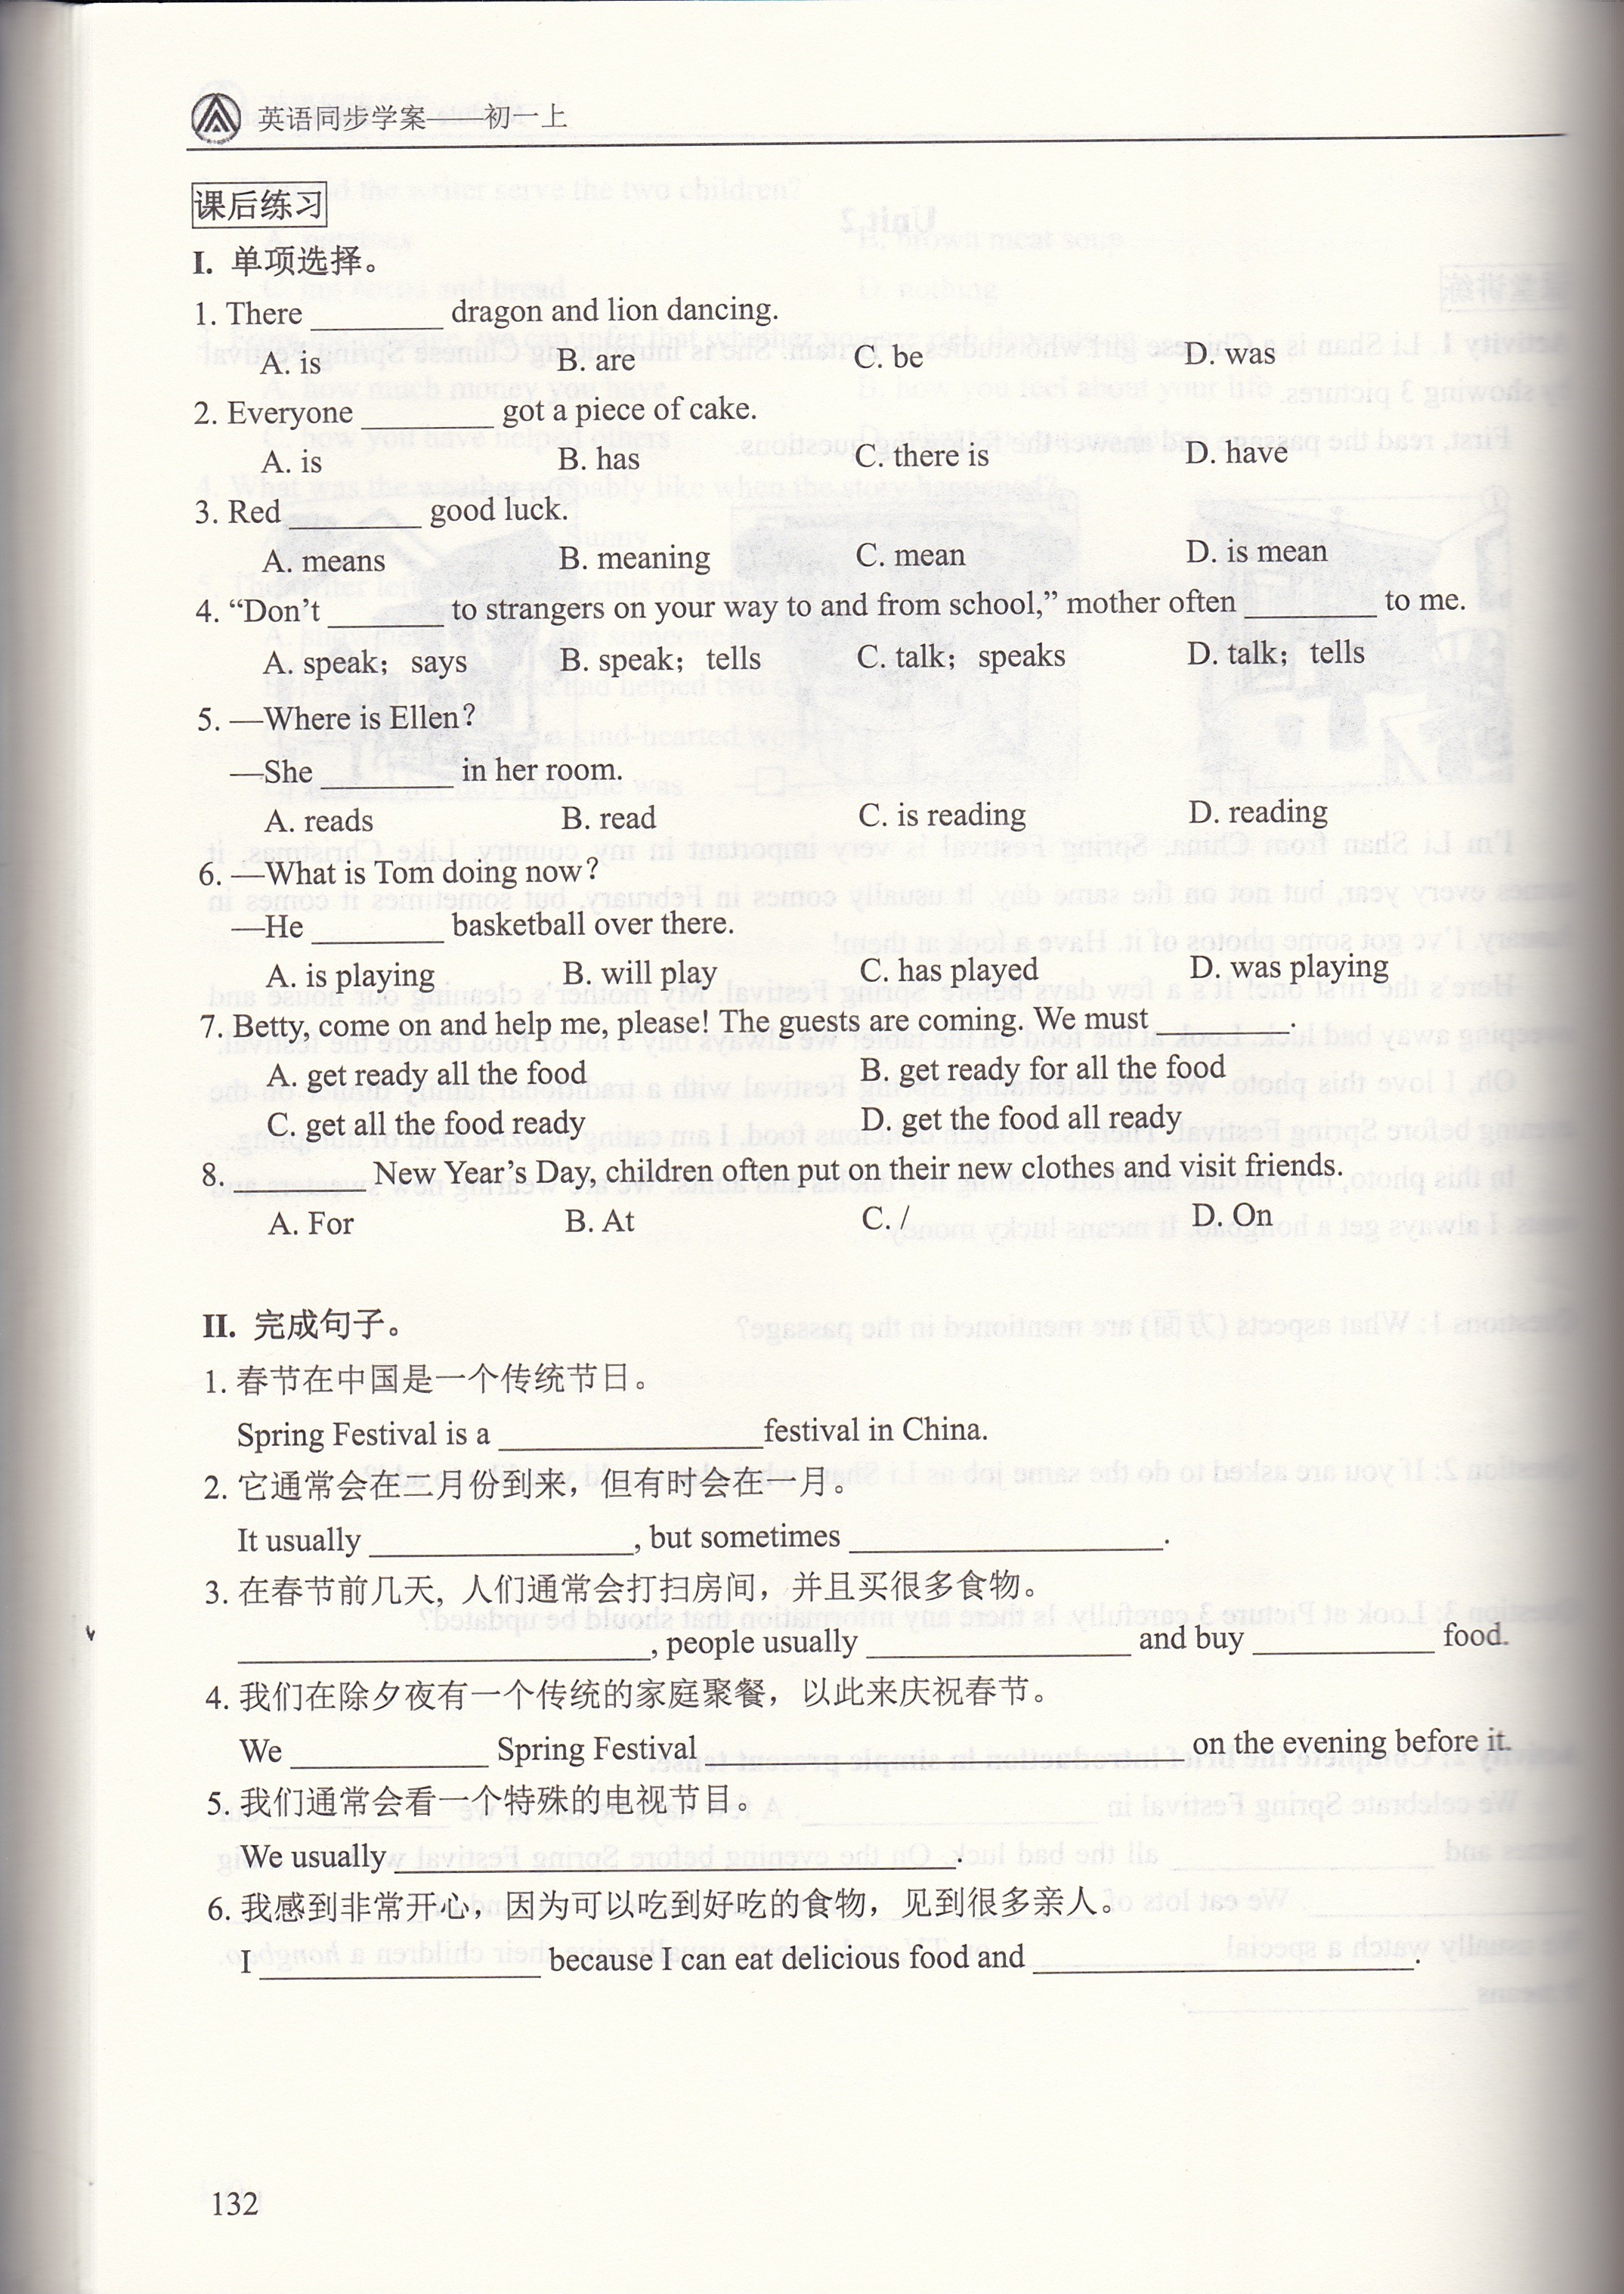 英语同步学案——初一上
课后练习
I. 单项选择。
1. There ________ dragon and lion dancing.
A. is B. are C. be D. was
2. Everyone ________ got a piece of cake.
A. is B. has C. there is D. have
3. Red ________ good luck.
A. means B. meaning C. mean D. is mean
4. “Don’t _______ to strangers on your way to and from school,” mother often ________ to me.
A. speak； says B. speak； tells C. talk； speaks D. talk； tells
5. —Where is Ellen?
—She ________ in her room.
A. reads B. read C. is reading D. reading
6. —What is Tom doing now?
—He ________ basketball over there.
A. is playing B. will play C. has played D. was playing
7. Betty, come on and help me, please! The guests are coming. We must ________.
A. get ready all the food B. get ready for all the food
C. get all the food ready D. get the food all ready
8. ________ New Year’s Day, children often put on their new clothes and visit friends.
A. For B. At C. / D. On
II. 完成句子。
1. 春节在中国是一个传统节日。
Spring Festival is a ________________festival in China.
2. 它通常会在二月份到来，但有时会在一月。
It usually ________________, but sometimes ___________________.
3. 在春节前几天, 人们通常会打扫房间，并且买很多食物。
_________________________, people usually ________________ and buy ___________ food.
4. 我们在除夕夜有一个传统的家庭聚餐，以此来庆祝春节。
We ____________ Spring Festival_____________________________ on the evening before it.
5. 我们通常会看一个特殊的电视节目。
We usually __________________________________.
6. 我感到非常开心，因为可以吃到好吃的食物，见到很多亲人。
I _________________ because I can eat delicious food and _______________________.
132